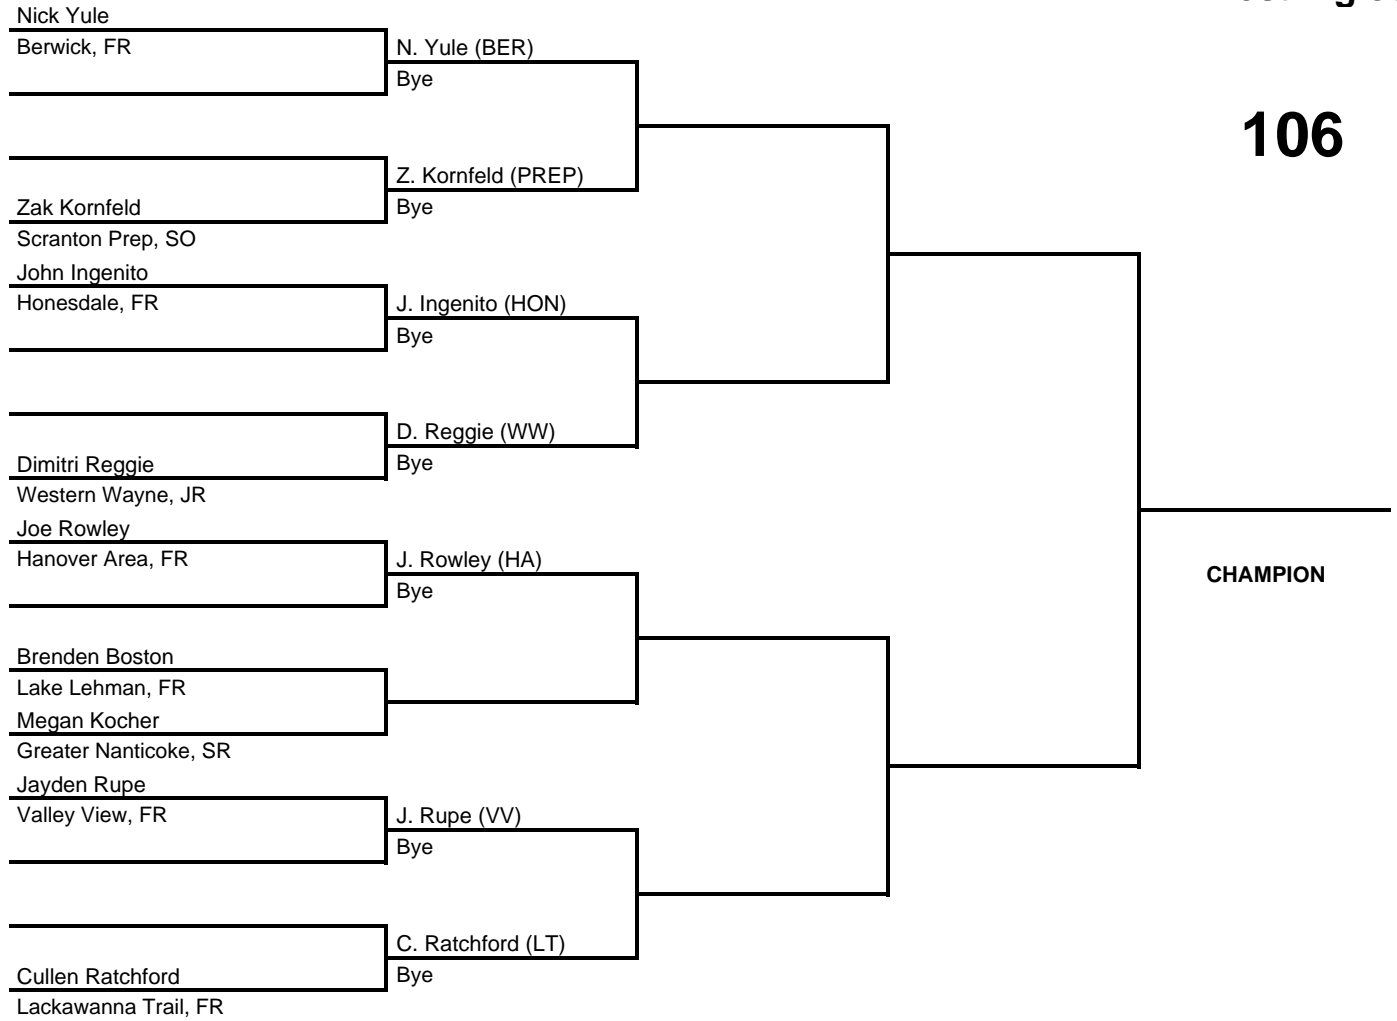 Nick Yule
Berwick, FR
N. Yule (BER)
Bye
106
Z. Kornfeld (PREP)
Bye
Zak Kornfeld
Scranton Prep, SO
John Ingenito
Honesdale, FR
J. Ingenito (HON)
Bye
D. Reggie (WW)
Bye
Dimitri Reggie
Western Wayne, JR
Joe Rowley
Hanover Area, FR
J. Rowley (HA)
Bye
CHAMPION
Brenden Boston
Lake Lehman, FR
Megan Kocher
Greater Nanticoke, SR
Jayden Rupe
Valley View, FR
J. Rupe (VV)
Bye
C. Ratchford (LT)
Bye
Cullen Ratchford
Lackawanna Trail, FR